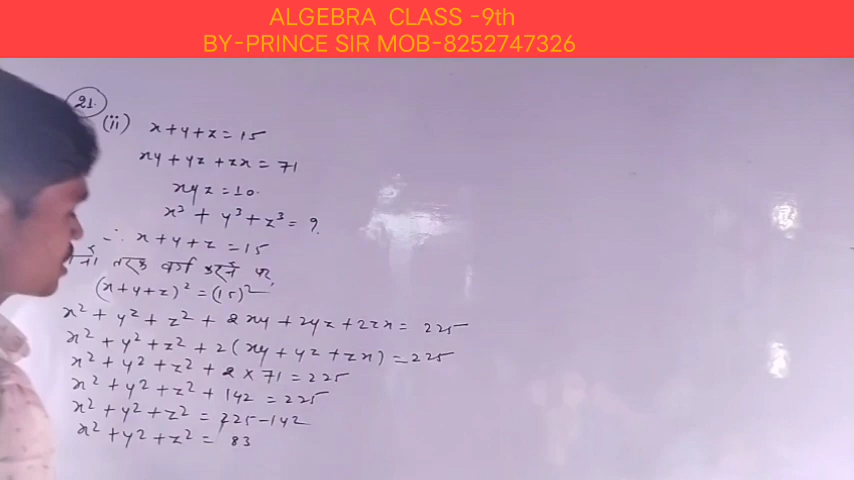 ALGEBRA CLASS -9th
BY-PRINCE SIR MOB-8252747326
21.
(ii) x+y+z=15
xy+yz+zx=71
xyz=10.
x³+y³+z³=?
∴ x+y+z=15
तरफ वर्ग करने पर,
(x+y+z)²=(15)²
x²+y²+z²+2xy+2yz+2zx=225
x²+y²+z²+2(xy+yz+zx)=225
x²+y²+z²+2×71=225
x²+y²+z²+142=225
x²+y²+z²=225-142
x²+y²+z²=83